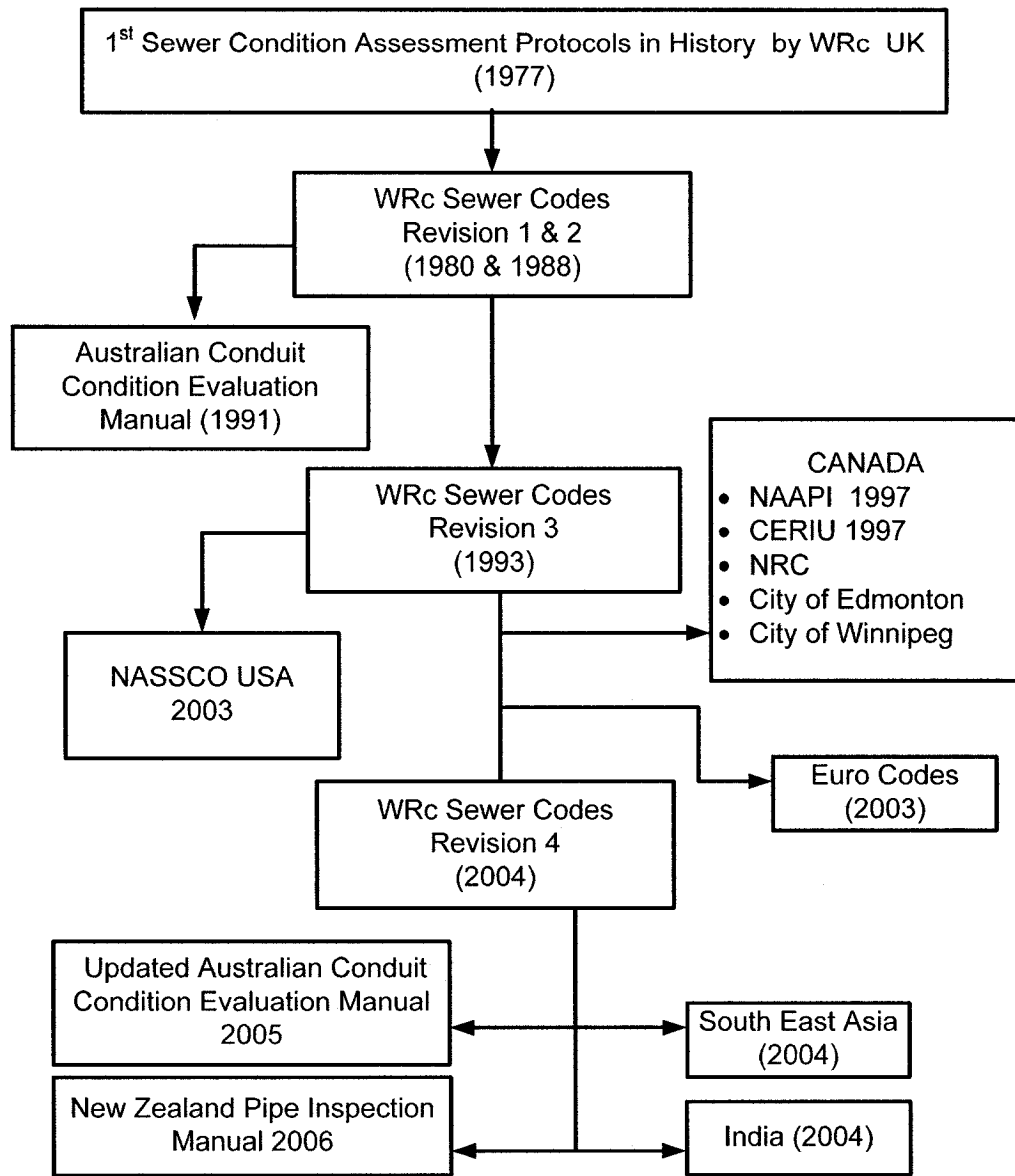 1st Sewer Condition Assessment Protocols in History by WRc UK
(1977)
WRc Sewer Codes
Revision 1 & 2
(1980 & 1988)
Australian Conduit
Condition Evaluation
Manual (1991)
WRc Sewer Codes
Revision 3
(1993)
CANADA
• NAAPI 1997
• CERIU 1997
• NRC
• City of Edmonton
• City of Winnipeg
NASSCO USA
2003
Euro Codes
(2003)
WRc Sewer Codes
Revision 4
(2004)
Updated Australian Conduit
Condition Evaluation Manual
2005
South East Asia
(2004)
New Zealand Pipe Inspection
Manual 2006
India (2004)